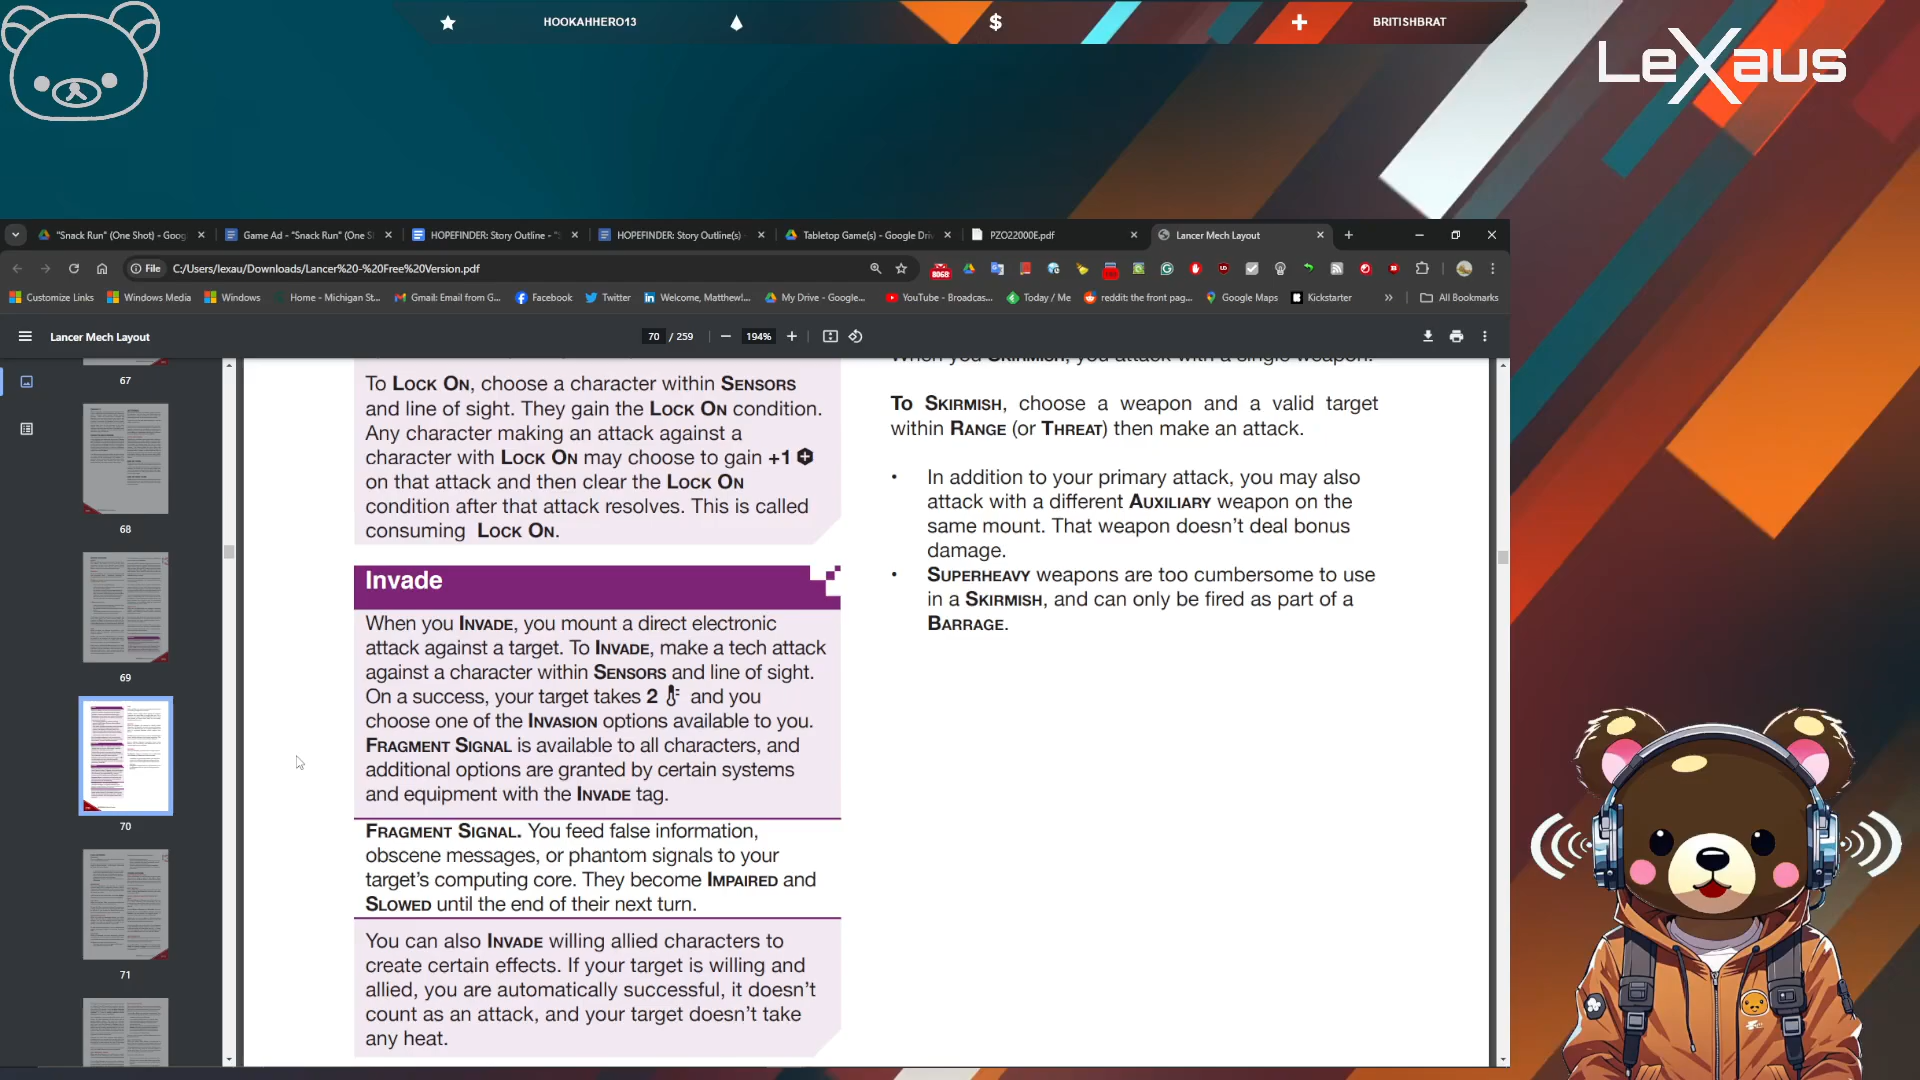 HOOKAHHERO13
$
BRITISHBRAT
LeXaus
"Snack Run" (One Shot) - Goog
Game Ad - "Snack Run" (One S
HOPEFINDER: Story Outline - "S
HOPEFINDER: Story Outline(s)
Tabletop Game(s) - Google Driv
PZO22000E.pdf
Lancer Mech Layout
File
C:/Users/lexau/Downloads/Lancer%20-%20Free%20Version.pdf
8068
Customize Links
Windows Media
Windows
Home - Michigan St...
Gmail: Email from G...
Facebook
Twitter
Welcome, Matthew!...
My Drive - Google...
YouTube - Broadcas...
Today / Me
reddit: the front pag...
Google Maps
Kickstarter
»
All Bookmarks
Lancer Mech Layout
70 / 259
194%
67
68
69
70
71
To LOCK ON, choose a character within SENSORS
and line of sight. They gain the LOCK ON condition.
Any character making an attack against a
character with LOCK ON may choose to gain +1
on that attack and then clear the LOCK ON
condition after that attack resolves. This is called
consuming LOCK ON.
Invade
When you INVADE, you mount a direct electronic
attack against a target. To INVADE, make a tech attack
against a character within SENSORS and line of sight.
On a success, your target takes 2 and you
choose one of the INVASION options available to you.
FRAGMENT SIGNAL is available to all characters, and
additional options are granted by certain systems
and equipment with the INVADE tag.
FRAGMENT SIGNAL. You feed false information,
obscene messages, or phantom signals to your
target's computing core. They become IMPAIRED and
SLOWED until the end of their next turn.
You can also INVADE willing allied characters to
create certain effects. If your target is willing and
allied, you are automatically successful, it doesn't
count as an attack, and your target doesn't take
any heat.
When you SKIRMISH, you attack with a single weapon.
To SKIRMISH, choose a weapon and a valid target
within RANGE (or THREAT) then make an attack.
• In addition to your primary attack, you may also
attack with a different AUXILIARY weapon on the
same mount. That weapon doesn't deal bonus
damage.
• SUPERHEAVY weapons are too cumbersome to use
in a SKIRMISH, and can only be fired as part of a
BARRAGE.